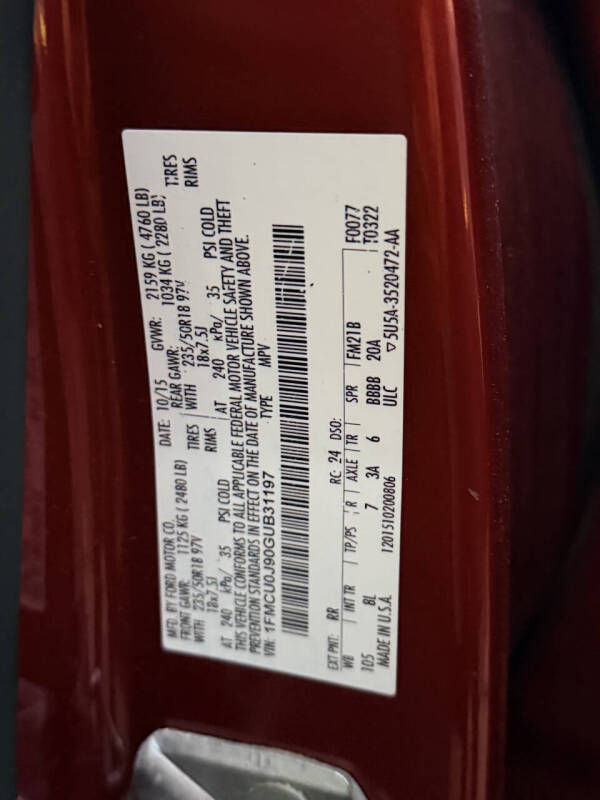 MFD. BY FORD MOTOR CO. DATE: 10/15 GVWR: 2159 KG ( 4760 LB)
FRONT GAWR: 1125 KG ( 2480 LB) REAR GAWR: 1034 KG ( 2280 LB)
WITH 235/50R18 97V TIRES WITH 235/50R18 97V TIRES
18x7.5J RIMS 18x7.5J RIMS
AT 240 kPa/ 35 PSI COLD AT 240 kPa/ 35 PSI COLD
THIS VEHICLE CONFORMS TO ALL APPLICABLE FEDERAL MOTOR VEHICLE SAFETY AND THEFT
PREVENTION STANDARDS IN EFFECT ON THE DATE OF MANUFACTURE SHOWN ABOVE.
VIN: 1FMCU0J90GUB31197 TYPE MPV
EXT PNT: RR RC: 24 DSO: F0077
WB INT TR TP/PS R AXLE TR SPR FM21B T0322
105 8L 7 3A 6 BBBB 20A
MADE IN U.S.A. 1201510200806 ULC ▽5U5A-3520472-AA